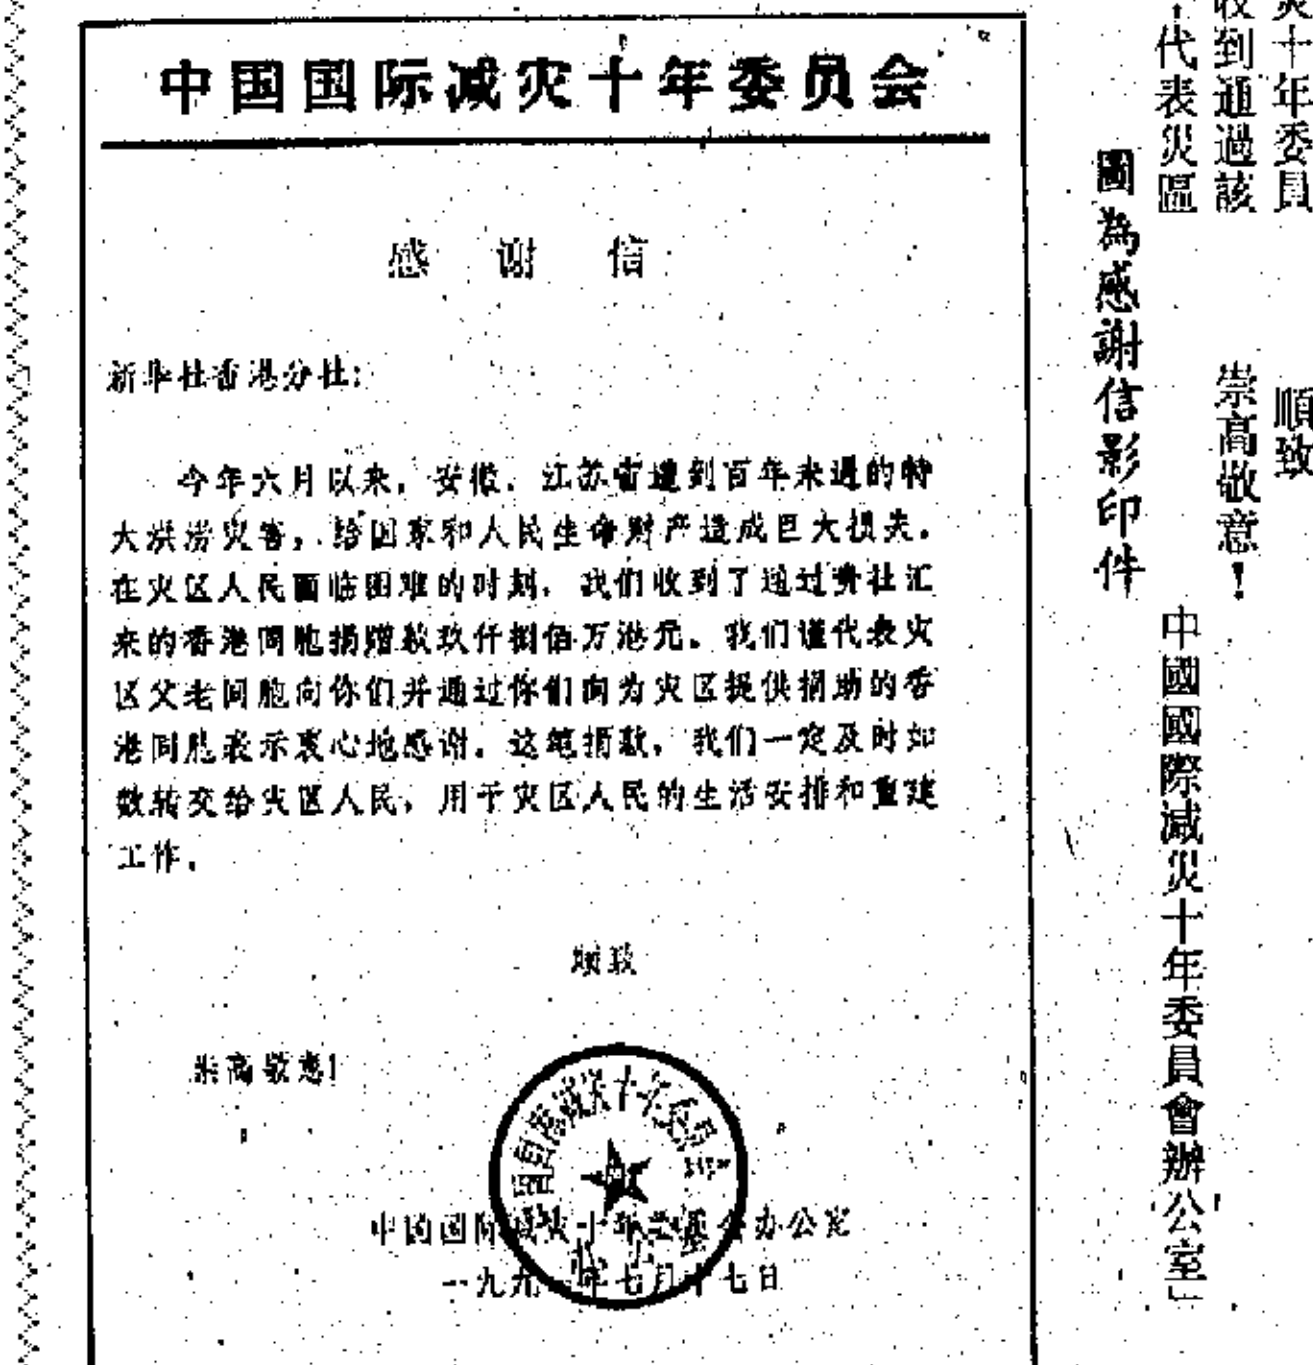 中国国际减灾十年委员会
感谢信
新华社香港分社:
今年六月以来，安徽、江苏省遭到百年未遇的特
大洪涝灾害，给国家和人民生命财产造成巨大损失。
在灾区人民面临困难的时刻，我们收到了通过贵社汇
来的香港同胞捐赠款玖仟捌佰万港元。我们谨代表灾
区父老同胞向你们并通过你们向为灾区提供捐助的香
港同胞表示衷心地感谢。这笔捐款，我们一定及时如
数转交给灾区人民，用于灾区人民的生活安排和重建
工作。
顺致
崇高敬意!
中国国际减灾十年委员会办公室
一九九一年七月十七日
災十年委員
收到通過該
代表災區
順致
崇高敬意！
中國國際減災十年委員會辦公室」
圖為感謝信影印件